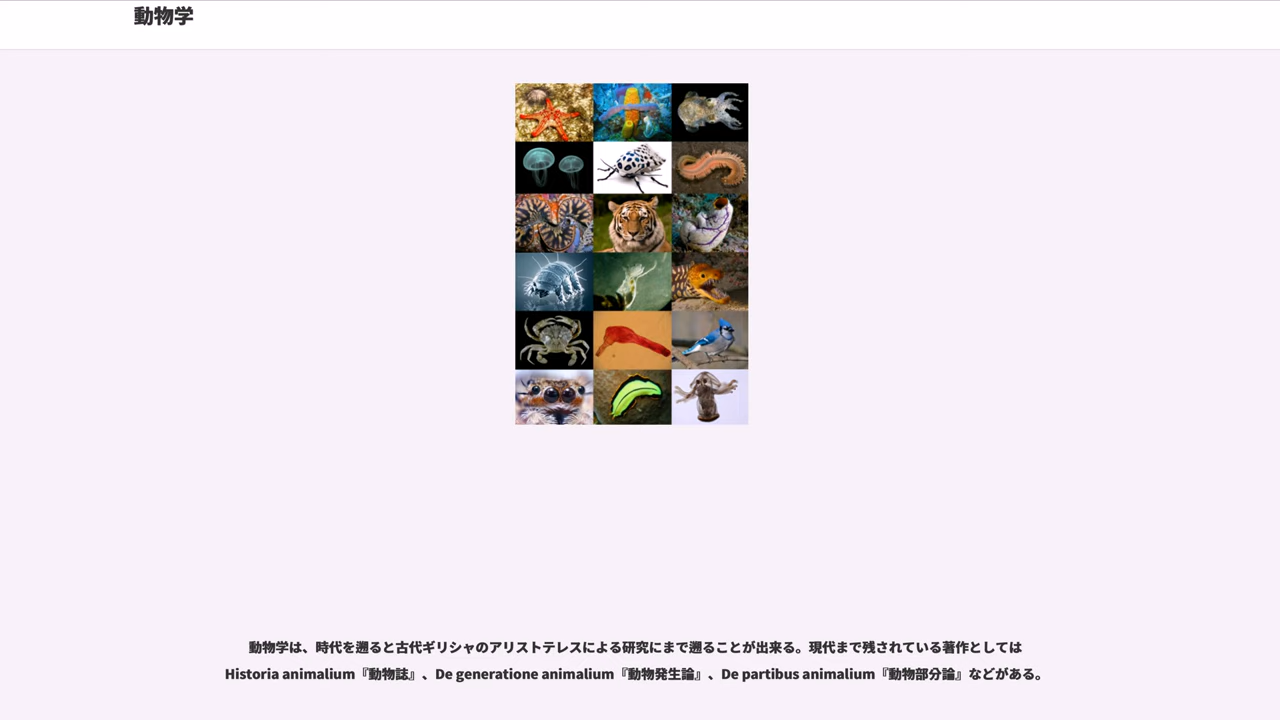 動物学
動物学は、時代を遡ると古代ギリシャのアリストテレスによる研究にまで遡ることが出来る。現代まで残されている著作としては
Historia animalium『動物誌』、De generatione animalium『動物発生論』、De partibus animalium『動物部分論』などがある。